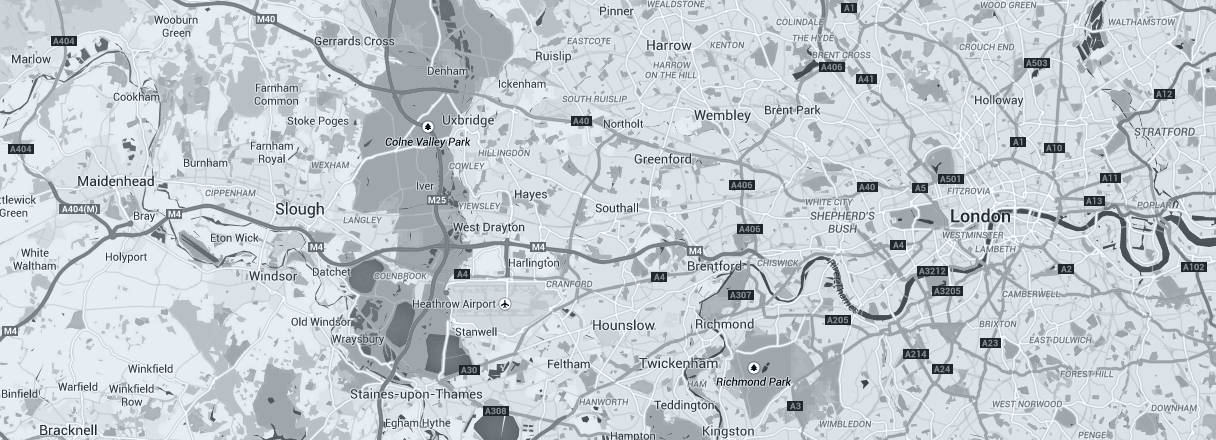 Pinner
WEALDSTONE
A1
WOOD GREEN
Wooburn
Green
M40
COLINDALE
WALTHAMSTOW
A404
Gerrards Cross
EASTCOTE
Harrow
KENTON
THE HYDE
CROUCH END
Marlow
Ruislip
BRENT CROSS
A406
A503
Denham
HARROW
ON THE HILL
A41
Cookham
Farnham
Common
Ickenham
SOUTH RUISLIP
Holloway
A12
Stoke Poges
Uxbridge
A40
Northolt
Wembley
Brent Park
STRATFORD
A404
Colne Valley Park
A1
A10
Farnham
Royal
HILLINGDON
Burnham
WEXHAM
COWLEY
Greenford
Maidenhead
CIPPENHAM
Iver
A406
A40
A5
A501
FITZROVIA
A11
Hayes
ttlewick
Green
A404(M)
Bray
M4
Slough
LANGLEY
M25
YIEWSLEY
Southall
WHITE CITY
SHEPHERD'S
BUSH
London
A13
POPLAR
West Drayton
A406
WESTMINSTER
White
Waltham
Holyport
Eton Wick
M4
M4
M4
A4
LAMBETH
Windsor
Datchet
COLNBROOK
A4
Harlington
CRANFORD
A4
Brentford
CHISWICK
A3212
A2
A102
Heathrow Airport
A307
A3205
CAMBERWELL
M4
Old Windsor
Wraysbury
Stanwell
Hounslow
Richmond
A205
BRIXTON
A23
EAST DULWICH
A214
Winkfield
A30
Feltham
Twickenham
A24
Binfield
Warfield
Winkfield
Row
HAM
Richmond Park
FOREST HILL
Staines-upon-Thames
HANWORTH
Teddington
A3
WEST NORWOOD
DOWNHAM
A308
Bracknell
Egham Hythe
Hampton
Kingston
WIMBLEDON
PENGE